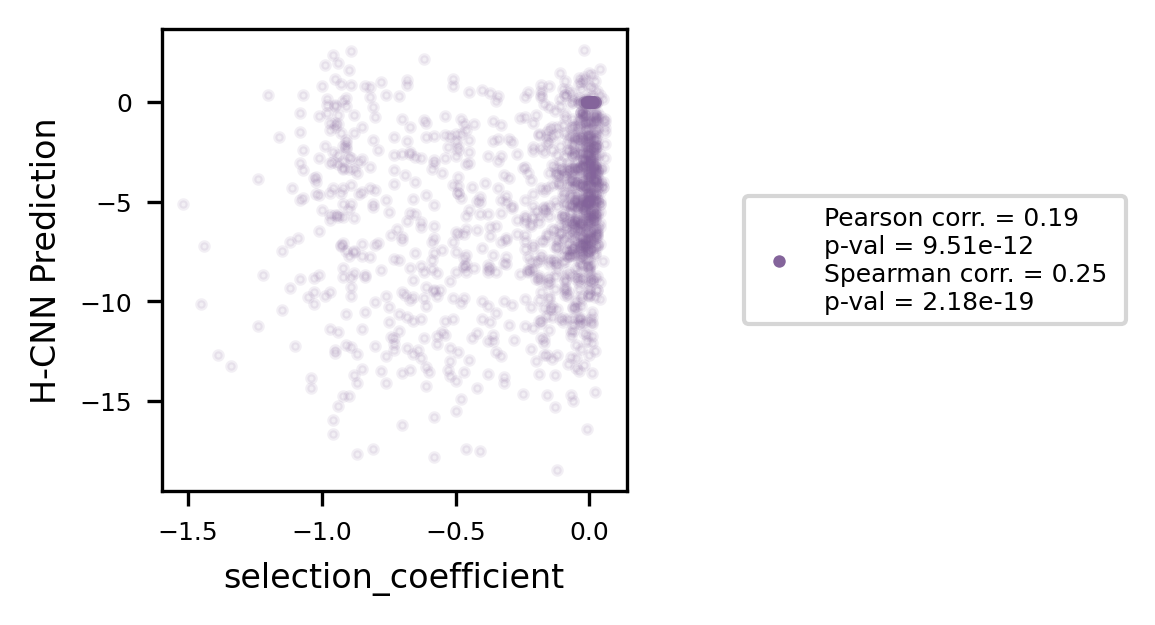 H-CNN Prediction
0
−5
−10
−15
−1.5
−1.0
−0.5
0.0
selection_coefficient
Pearson corr. = 0.19
p-val = 9.51e-12
Spearman corr. = 0.25
p-val = 2.18e-19